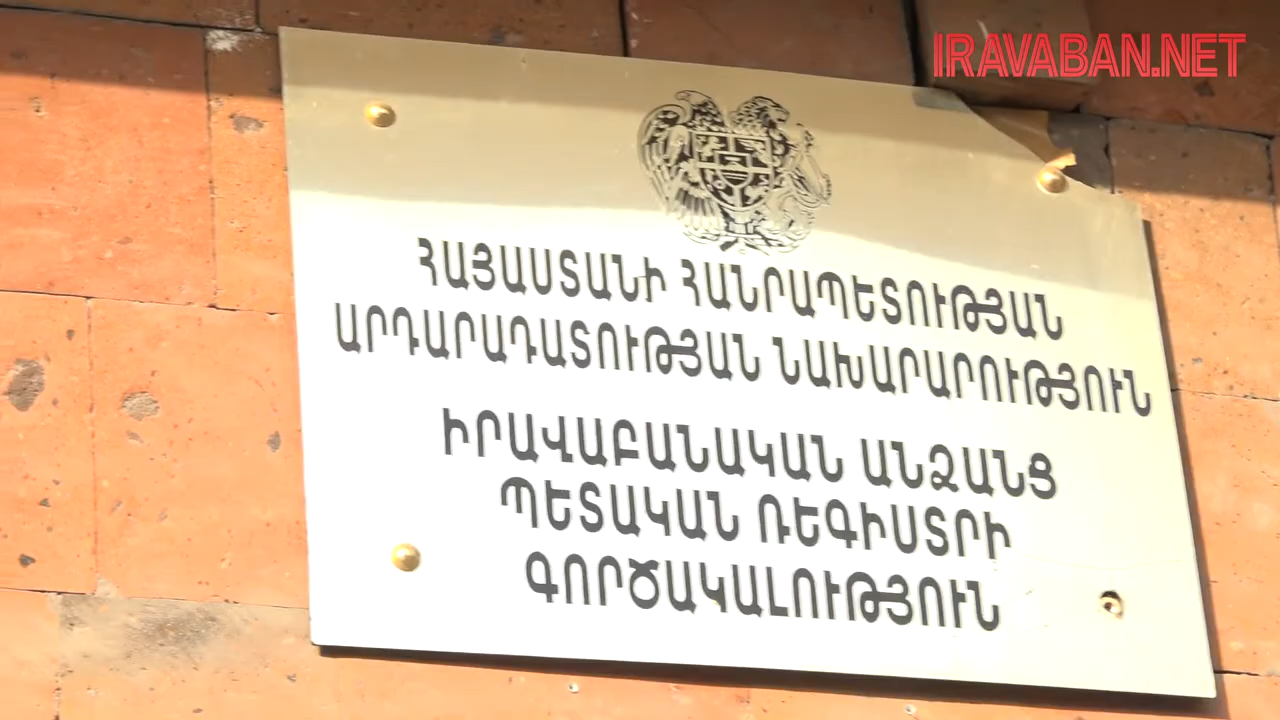 IRAVABAN.NET
ՀԱՅԱՍՏԱՆԻ ՀԱՆՐԱՊԵՏՈՒԹՅԱՆ
ԱՐԴԱՐԱԴԱՏՈՒԹՅԱՆ ՆԱԽԱՐԱՐՈՒԹՅՈՒՆ
ԻՐԱՎԱԲԱՆԱԿԱՆ ԱՆՁԱՆՑ
ՊԵՏԱԿԱՆ ՌԵԳԻՍՏՐԻ
ԳՈՐԾԱԿԱԼՈՒԹՅՈՒՆ